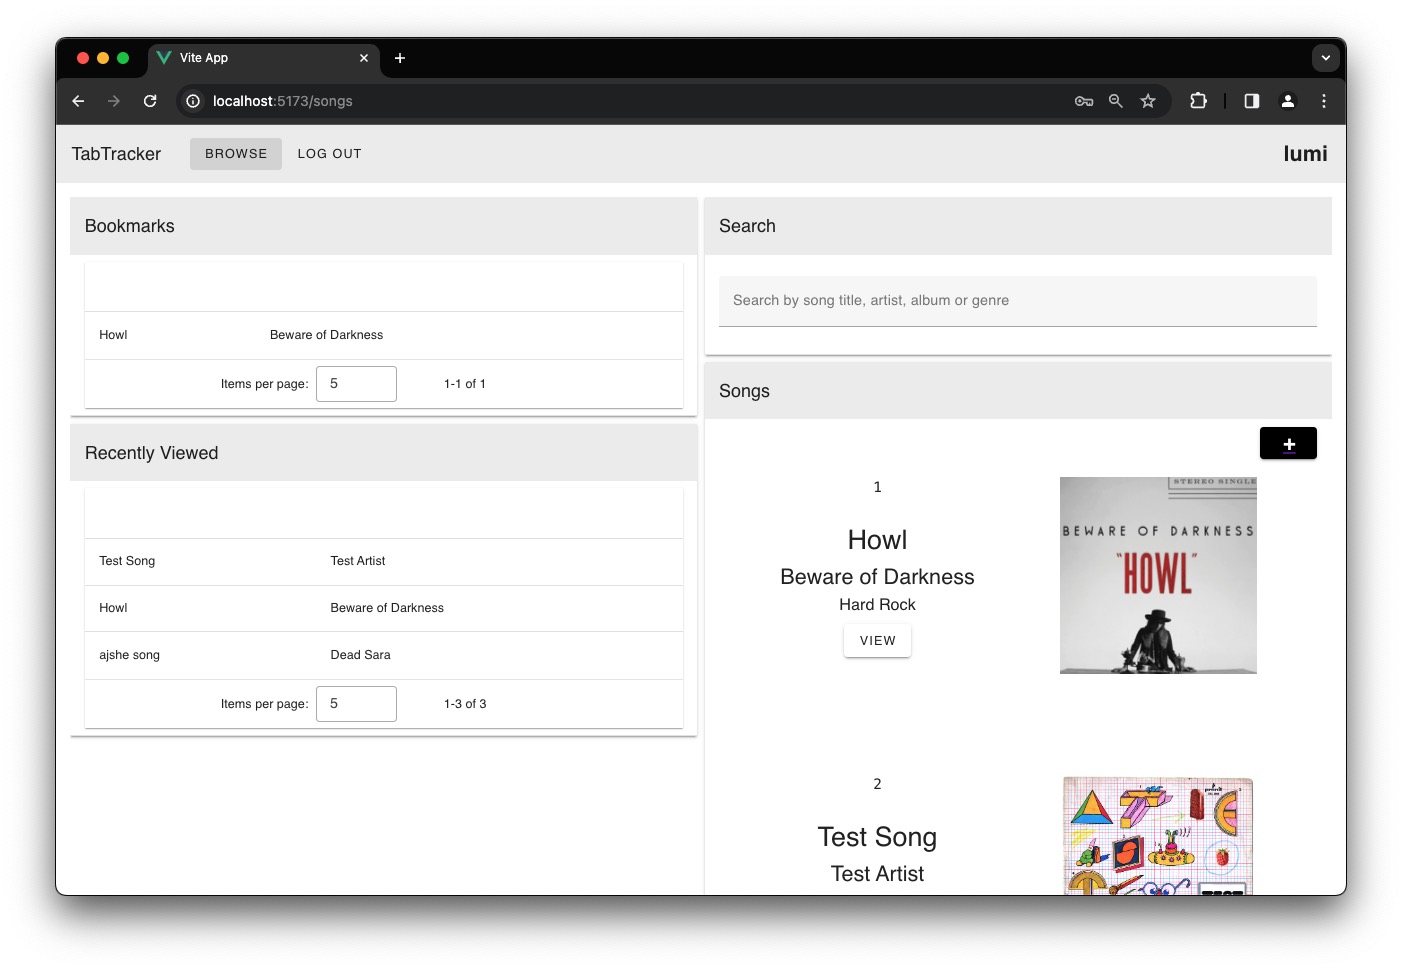 Vite App
localhost:5173/songs
TabTracker
BROWSE
LOG OUT
lumi
Bookmarks
Howl
Beware of Darkness
Items per page:
5
1-1 of 1
Recently Viewed
Test Song
Test Artist
Howl
Beware of Darkness
ajshe song
Dead Sara
Items per page:
5
1-3 of 3
Search
Search by song title, artist, album or genre
Songs
+
1
Howl
Beware of Darkness
Hard Rock
VIEW
STEREO SINGLE
BEWARE OF DARKNESS
"HOWL"
2
Test Song
Test Artist